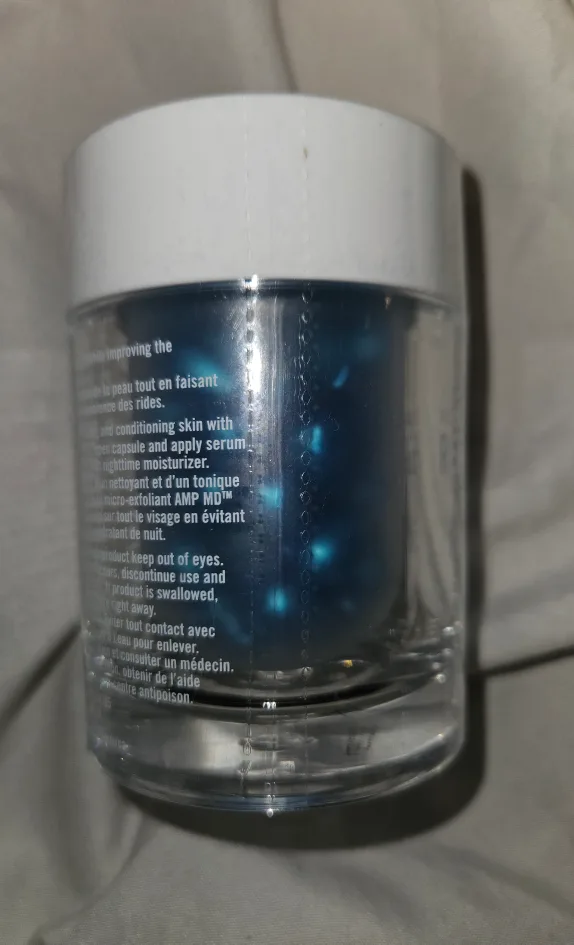 improving the
peau tout en faisant
des rides.
and conditioning skin with
capsule and apply serum
nighttime moisturizer.
nettoyant et d'un tonique
micro-exfoliant AMP MD™
sur tout le visage en évitant
de nuit.
product keep out of eyes.
discontinue use and
product is swallowed,
right away.
tout contact avec
l'eau pour enlever.
et consulter un médecin.
obtenir de l'aide
antipoison.